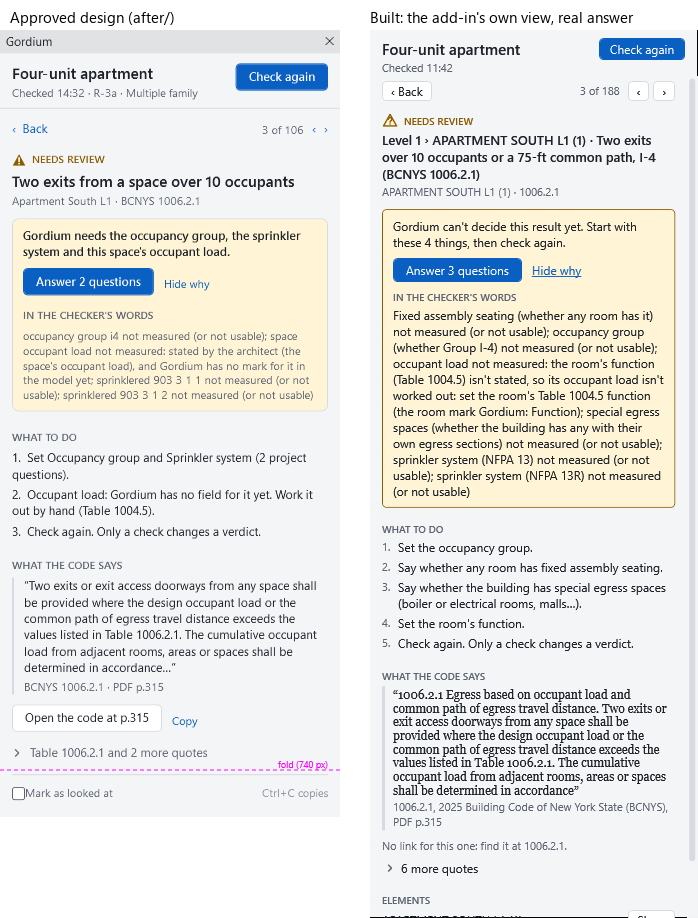 Approved design (after/)
Gordium
Four-unit apartment
Check again
Checked 14:32 · R-3a · Multiple family
‹ Back
3 of 106 ‹ ›
NEEDS REVIEW
Two exits from a space over 10 occupants
Apartment South L1 · BCNYS 1006.2.1
Gordium needs the occupancy group, the sprinkler
system and this space's occupant load.
Answer 2 questions
Hide why
IN THE CHECKER'S WORDS
occupancy group i4 not measured (or not usable); space
occupant load not measured: stated by the architect (the
space's occupant load), and Gordium has no mark for it in
the model yet; sprinklered 903 3 1 1 not measured (or not
usable); sprinklered 903 3 1 2 not measured (or not usable)
WHAT TO DO
1. Set Occupancy group and Sprinkler system (2 project
questions).
2. Occupant load: Gordium has no field for it yet. Work it
out by hand (Table 1004.5).
3. Check again. Only a check changes a verdict.
WHAT THE CODE SAYS
“Two exits or exit access doorways from any space shall
be provided where the design occupant load or the
common path of egress travel distance exceeds the
values listed in Table 1006.2.1. The cumulative occupant
load from adjacent rooms, areas or spaces shall be
determined in accordance...”
BCNYS 1006.2.1 · PDF p.315
Open the code at p.315
Copy
Table 1006.2.1 and 2 more quotes
fold (740 px)
Mark as looked at
Ctrl+C copies
Built: the add-in's own view, real answer
Four-unit apartment
Check again
Checked 11:42
‹ Back
3 of 188 ‹ ›
NEEDS REVIEW
Level 1 › APARTMENT SOUTH L1 (1) · Two exits
over 10 occupants or a 75-ft common path, I-4
(BCNYS 1006.2.1)
APARTMENT SOUTH L1 (1) · 1006.2.1
Gordium can't decide this result yet. Start with
these 4 things, then check again.
Answer 3 questions
Hide why
IN THE CHECKER'S WORDS
Fixed assembly seating (whether any room has it)
not measured (or not usable); occupancy group
(whether Group I-4) not measured (or not usable);
occupant load not measured: the room's function
(Table 1004.5) isn't stated, so its occupant load isn't
worked out: set the room's Table 1004.5 function
(the room mark Gordium: Function); special egress
spaces (whether the building has any with their
own egress sections) not measured (or not usable);
sprinkler system (NFPA 13) not measured (or not
usable); sprinkler system (NFPA 13R) not measured
(or not usable)
WHAT TO DO
1. Set the occupancy group.
2. Say whether any room has fixed assembly seating.
3. Say whether the building has special egress spaces
(boiler or electrical rooms, malls...).
4. Set the room's function.
5. Check again. Only a check changes a verdict.
WHAT THE CODE SAYS
“1006.2.1 Egress based on occupant load and
common path of egress travel distance. Two exits or
exit access doorways from any space shall be
provided where the design occupant load or the
common path of egress travel distance exceeds the
values listed in Table 1006.2.1. The cumulative
occupant load from adjacent rooms, areas or spaces
shall be determined in accordance”
1006.2.1, 2025 Building Code of New York State (BCNYS),
PDF p.315
No link for this one: find it at 1006.2.1.
6 more quotes
ELEMENTS